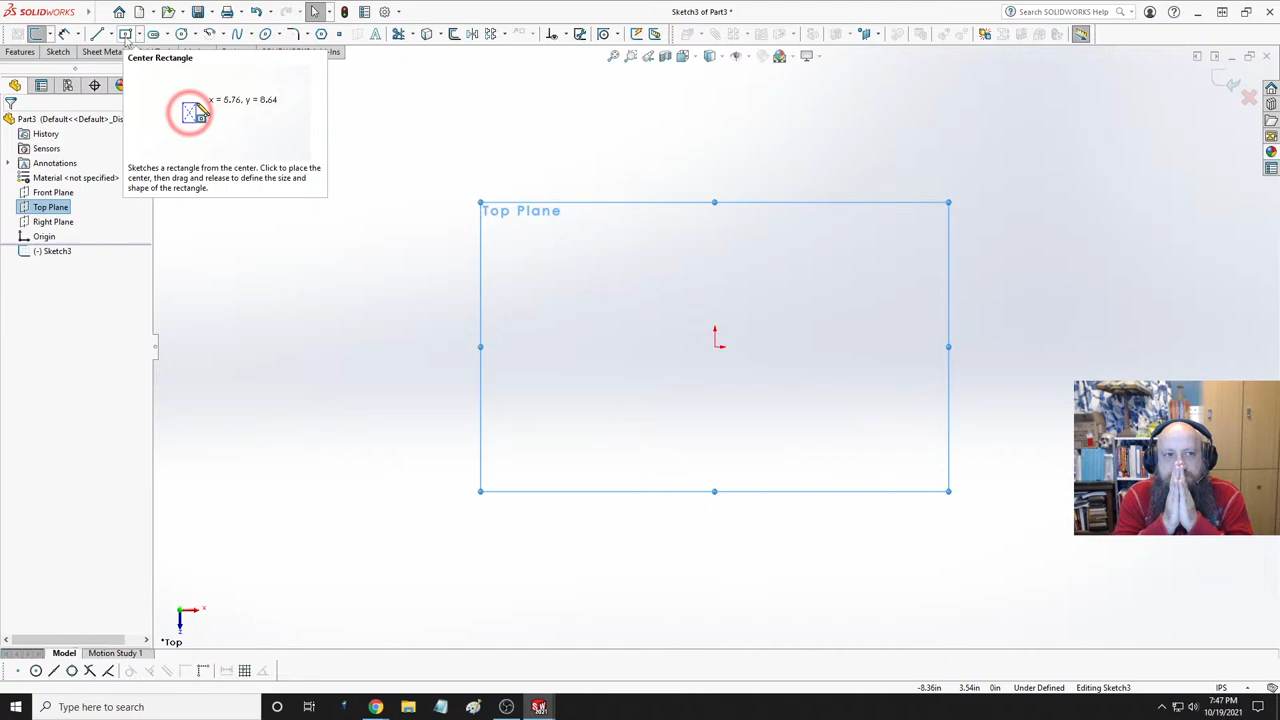 SOLIDWORKS
Sketch3 of Part3 *
Search SOLIDWORKS Help
Features
Sketch
Sheet Meta
Center Rectangle
x = 5.76, y = 8.64
Sketches a rectangle from the center. Click to place the
center, then drag and release to define the size and
shape of the rectangle.
Part3 (Default<<Default>_Dis
History
Sensors
Annotations
Material <not specified>
Front Plane
Top Plane
Right Plane
Origin
(-) Sketch3
Top Plane
x
z
*Top
Model
Motion Study 1
-8.36in
3.54in
0in
Under Defined
Editing Sketch3
IPS
Type here to search
7:47 PM
10/19/2021